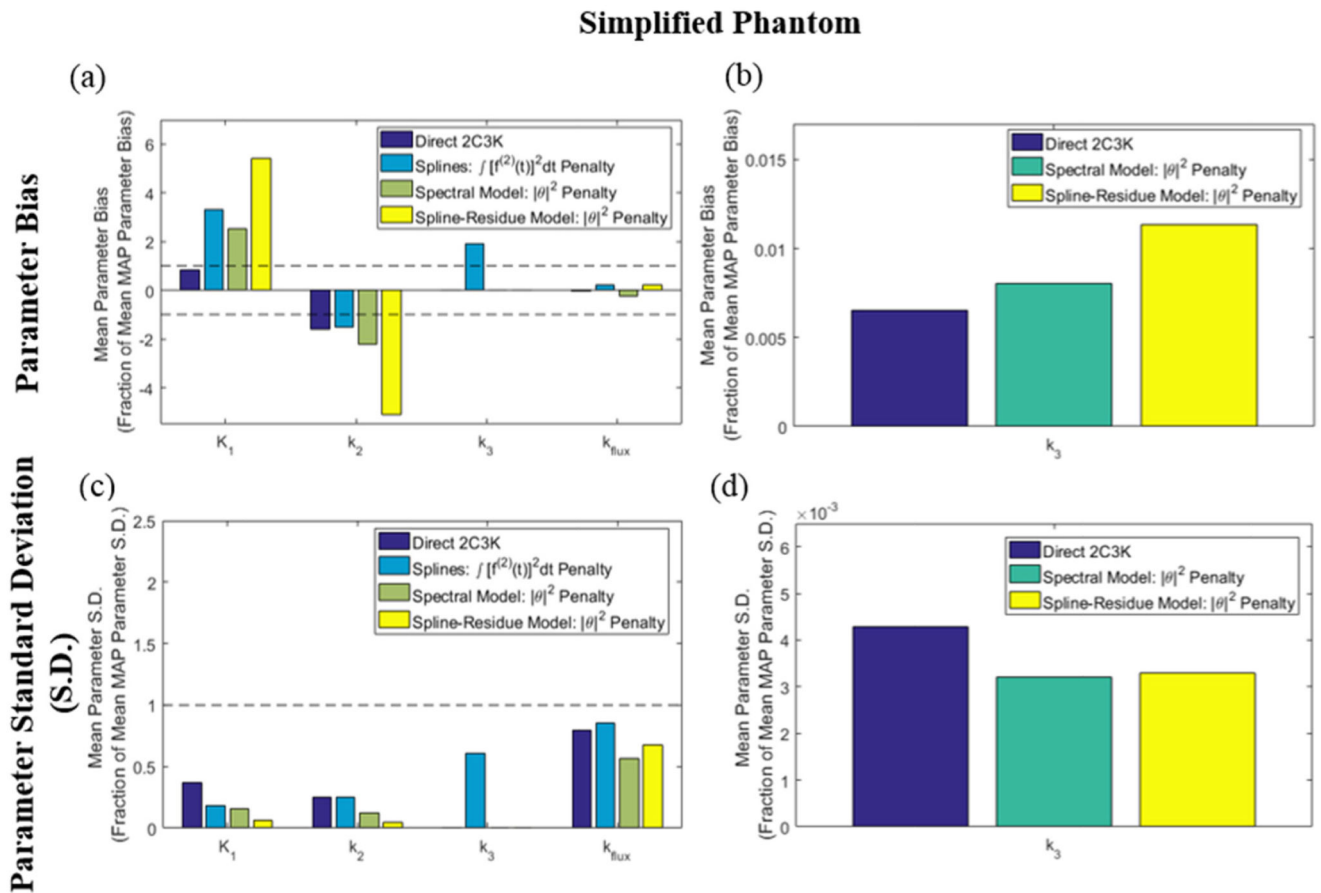 Simplified Phantom
Parameter Bias
(a)
Mean Parameter Bias
(Fraction of Mean MAP Parameter Bias)
6
4
2
0
-2
-4
Direct 2C3K
Splines: ∫[f⁽²⁾(t)]²dt Penalty
Spectral Model: |θ|² Penalty
Spline-Residue Model: |θ|² Penalty
K₁
k₂
k₃
k_flux
(b)
Mean Parameter Bias
(Fraction of Mean MAP Parameter Bias)
0.015
0.01
0.005
0
Direct 2C3K
Spectral Model: |θ|² Penalty
Spline-Residue Model: |θ|² Penalty
k₃
Parameter Standard Deviation
(S.D.)
(c)
Mean Parameter S.D.
(Fraction of Mean MAP Parameter S.D.)
2.5
2
1.5
1
0.5
0
Direct 2C3K
Splines: ∫[f⁽²⁾(t)]²dt Penalty
Spectral Model: |θ|² Penalty
Spline-Residue Model: |θ|² Penalty
K₁
k₂
k₃
k_flux
(d)
Mean Parameter S.D.
(Fraction of Mean MAP Parameter S.D.)
×10⁻³
6
5
4
3
2
1
0
Direct 2C3K
Spectral Model: |θ|² Penalty
Spline-Residue Model: |θ|² Penalty
k₃